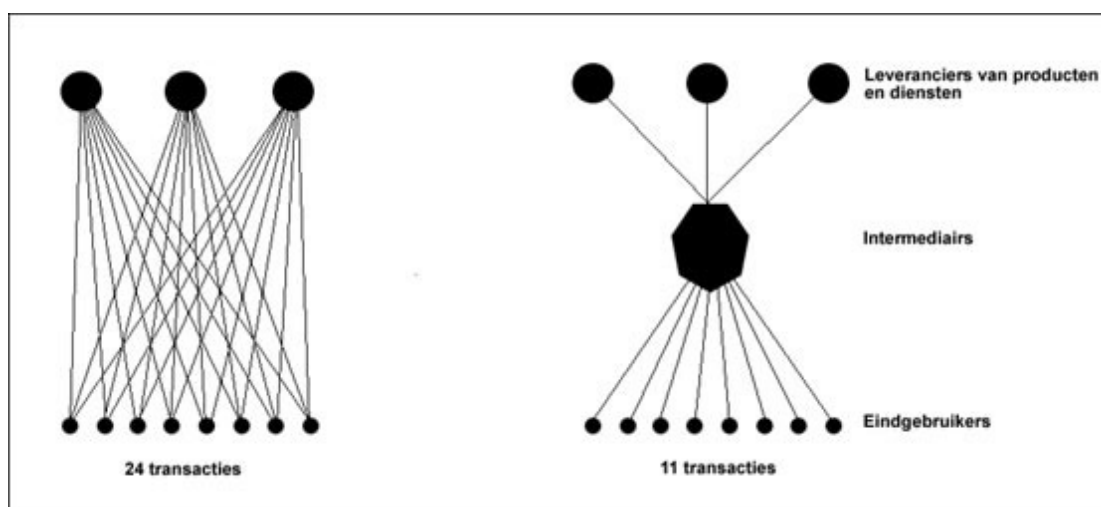 Leveranciers van producten
en diensten
Intermediairs
Eindgebruikers
24 transacties
11 transacties